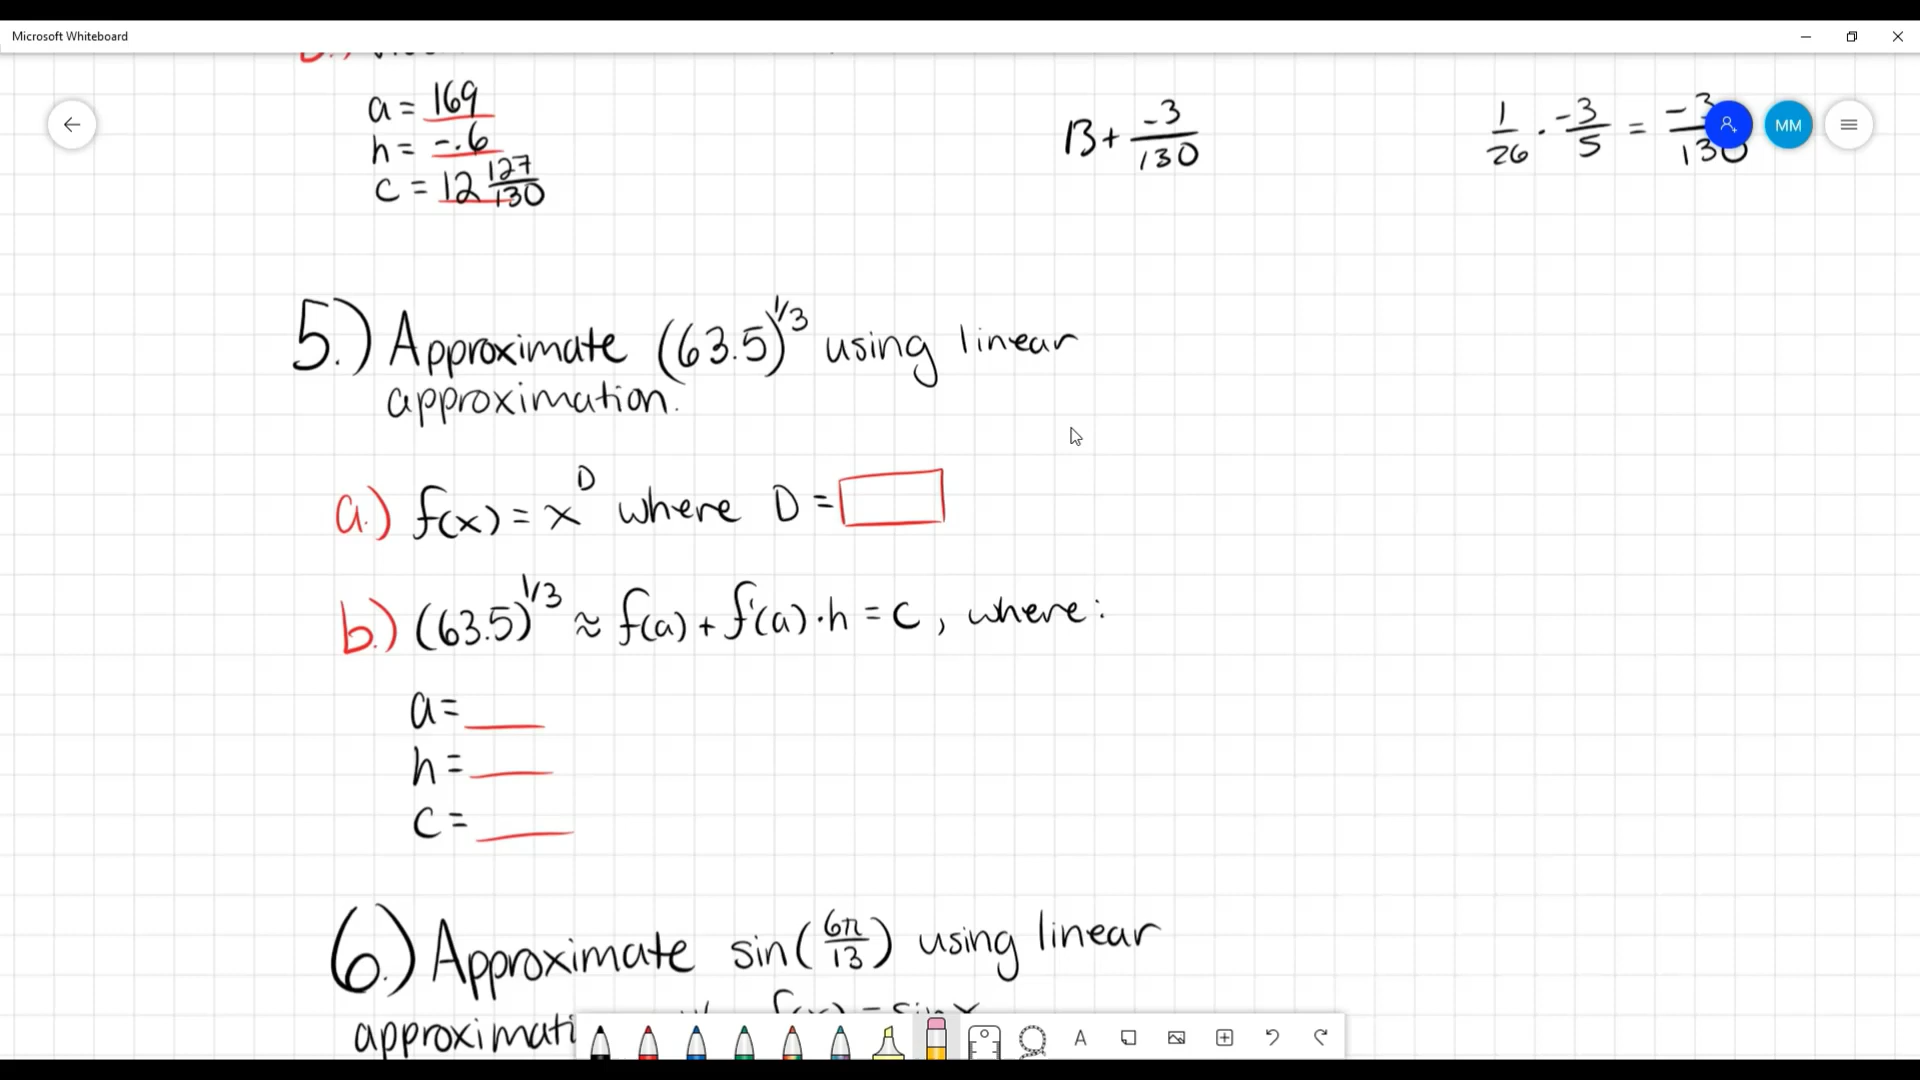 Microsoft Whiteboard
a = 169
h = -.6
c = 12 127/130
13 + -3/130
1/26 · -3/5 = -3/130
MM
5.) Approximate (63.5)^1/3 using linear
approximation.
a.) f(x) = x^D where D =
b.) (63.5)^1/3 ≈ f(a) + f'(a)·h = c, where:
a =
h =
c =
6.) Approximate sin(6π/13) using linear
approximati
f(x) = sin x
A